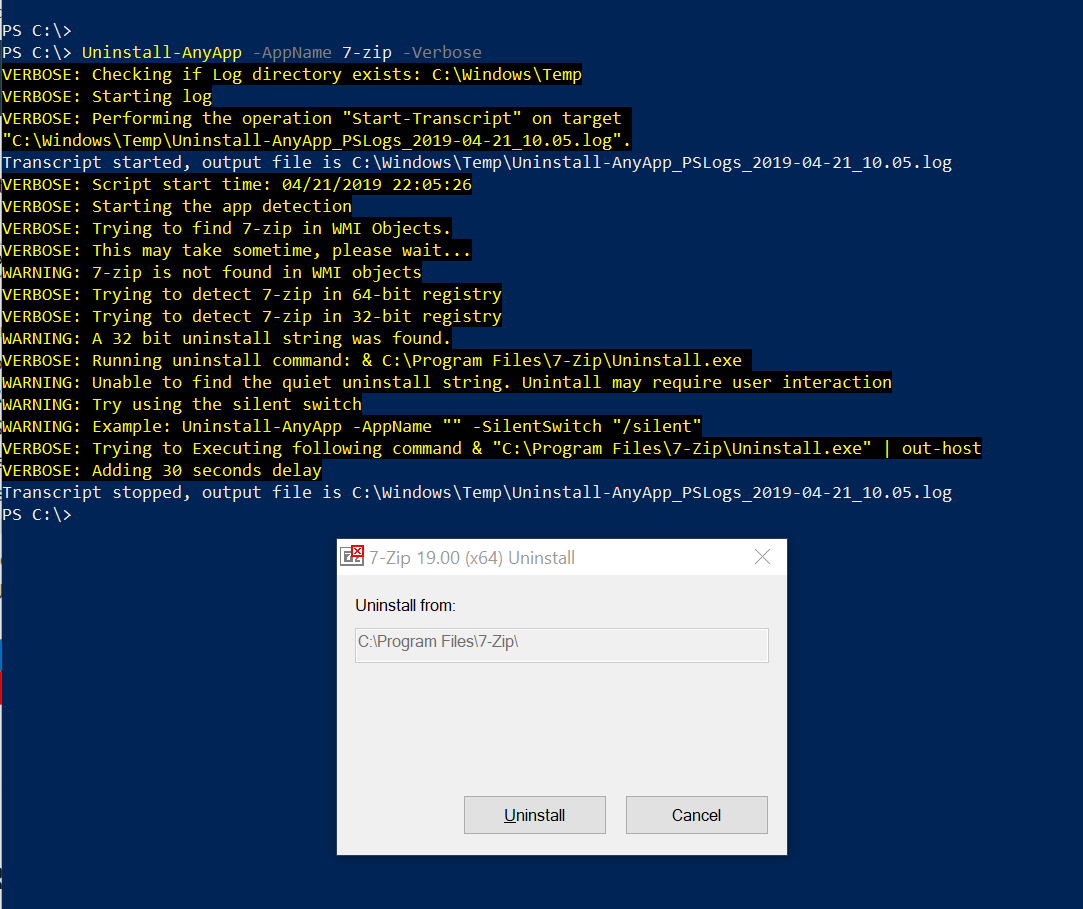 PS C:\>
PS C:\> Uninstall-AnyApp -AppName 7-zip -Verbose
VERBOSE: Checking if Log directory exists: C:\Windows\Temp
VERBOSE: Starting log
VERBOSE: Performing the operation "Start-Transcript" on target
"C:\Windows\Temp\Uninstall-AnyApp_PSLogs_2019-04-21_10.05.log".
Transcript started, output file is C:\Windows\Temp\Uninstall-AnyApp_PSLogs_2019-04-21_10.05.log
VERBOSE: Script start time: 04/21/2019 22:05:26
VERBOSE: Starting the app detection
VERBOSE: Trying to find 7-zip in WMI Objects.
VERBOSE: This may take sometime, please wait...
WARNING: 7-zip is not found in WMI objects
VERBOSE: Trying to detect 7-zip in 64-bit registry
VERBOSE: Trying to detect 7-zip in 32-bit registry
WARNING: A 32 bit uninstall string was found.
VERBOSE: Running uninstall command: & C:\Program Files\7-Zip\Uninstall.exe
WARNING: Unable to find the quiet uninstall string. Unintall may require user interaction
WARNING: Try using the silent switch
WARNING: Example: Uninstall-AnyApp -AppName "" -SilentSwitch "/silent"
VERBOSE: Trying to Executing following command & "C:\Program Files\7-Zip\Uninstall.exe" | out-host
VERBOSE: Adding 30 seconds delay
Transcript stopped, output file is C:\Windows\Temp\Uninstall-AnyApp_PSLogs_2019-04-21_10.05.log
PS C:\>
7-Zip 19.00 (x64) Uninstall
Uninstall from:
C:\Program Files\7-Zip\
Uninstall
Cancel